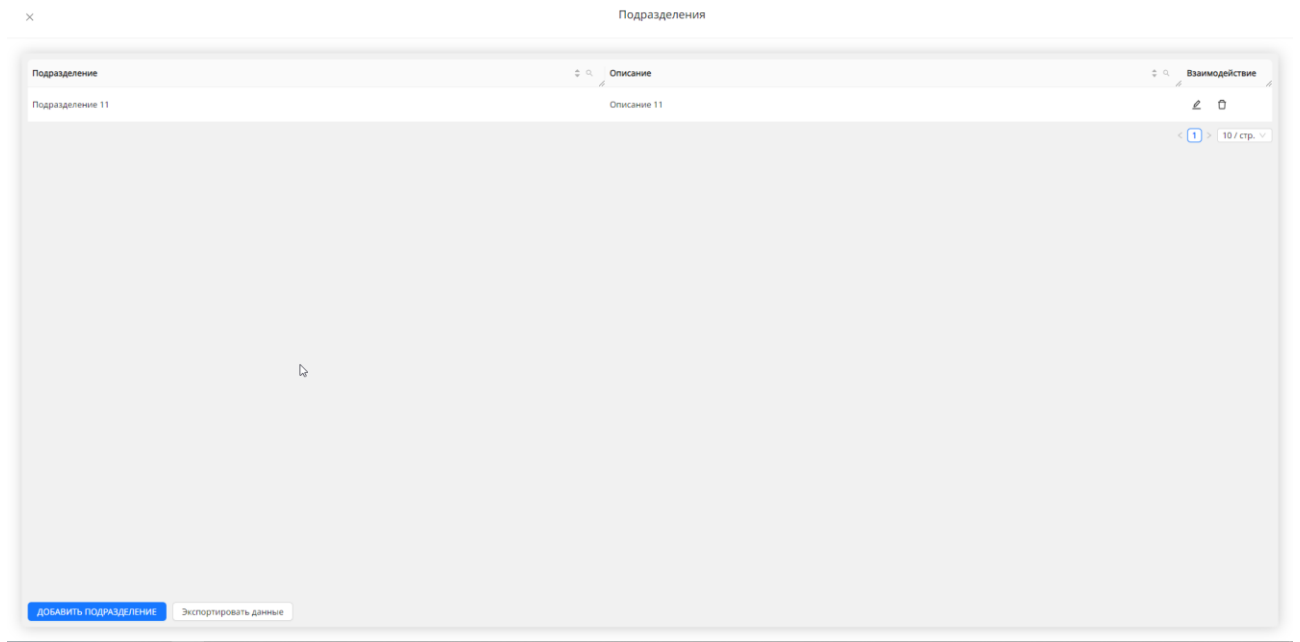 Подразделения
Подразделение Описание Взаимодействие
Подразделение 11 Описание 11
< 1 > 10 / стр.
ДОБАВИТЬ ПОДРАЗДЕЛЕНИЕ Экспортировать данные